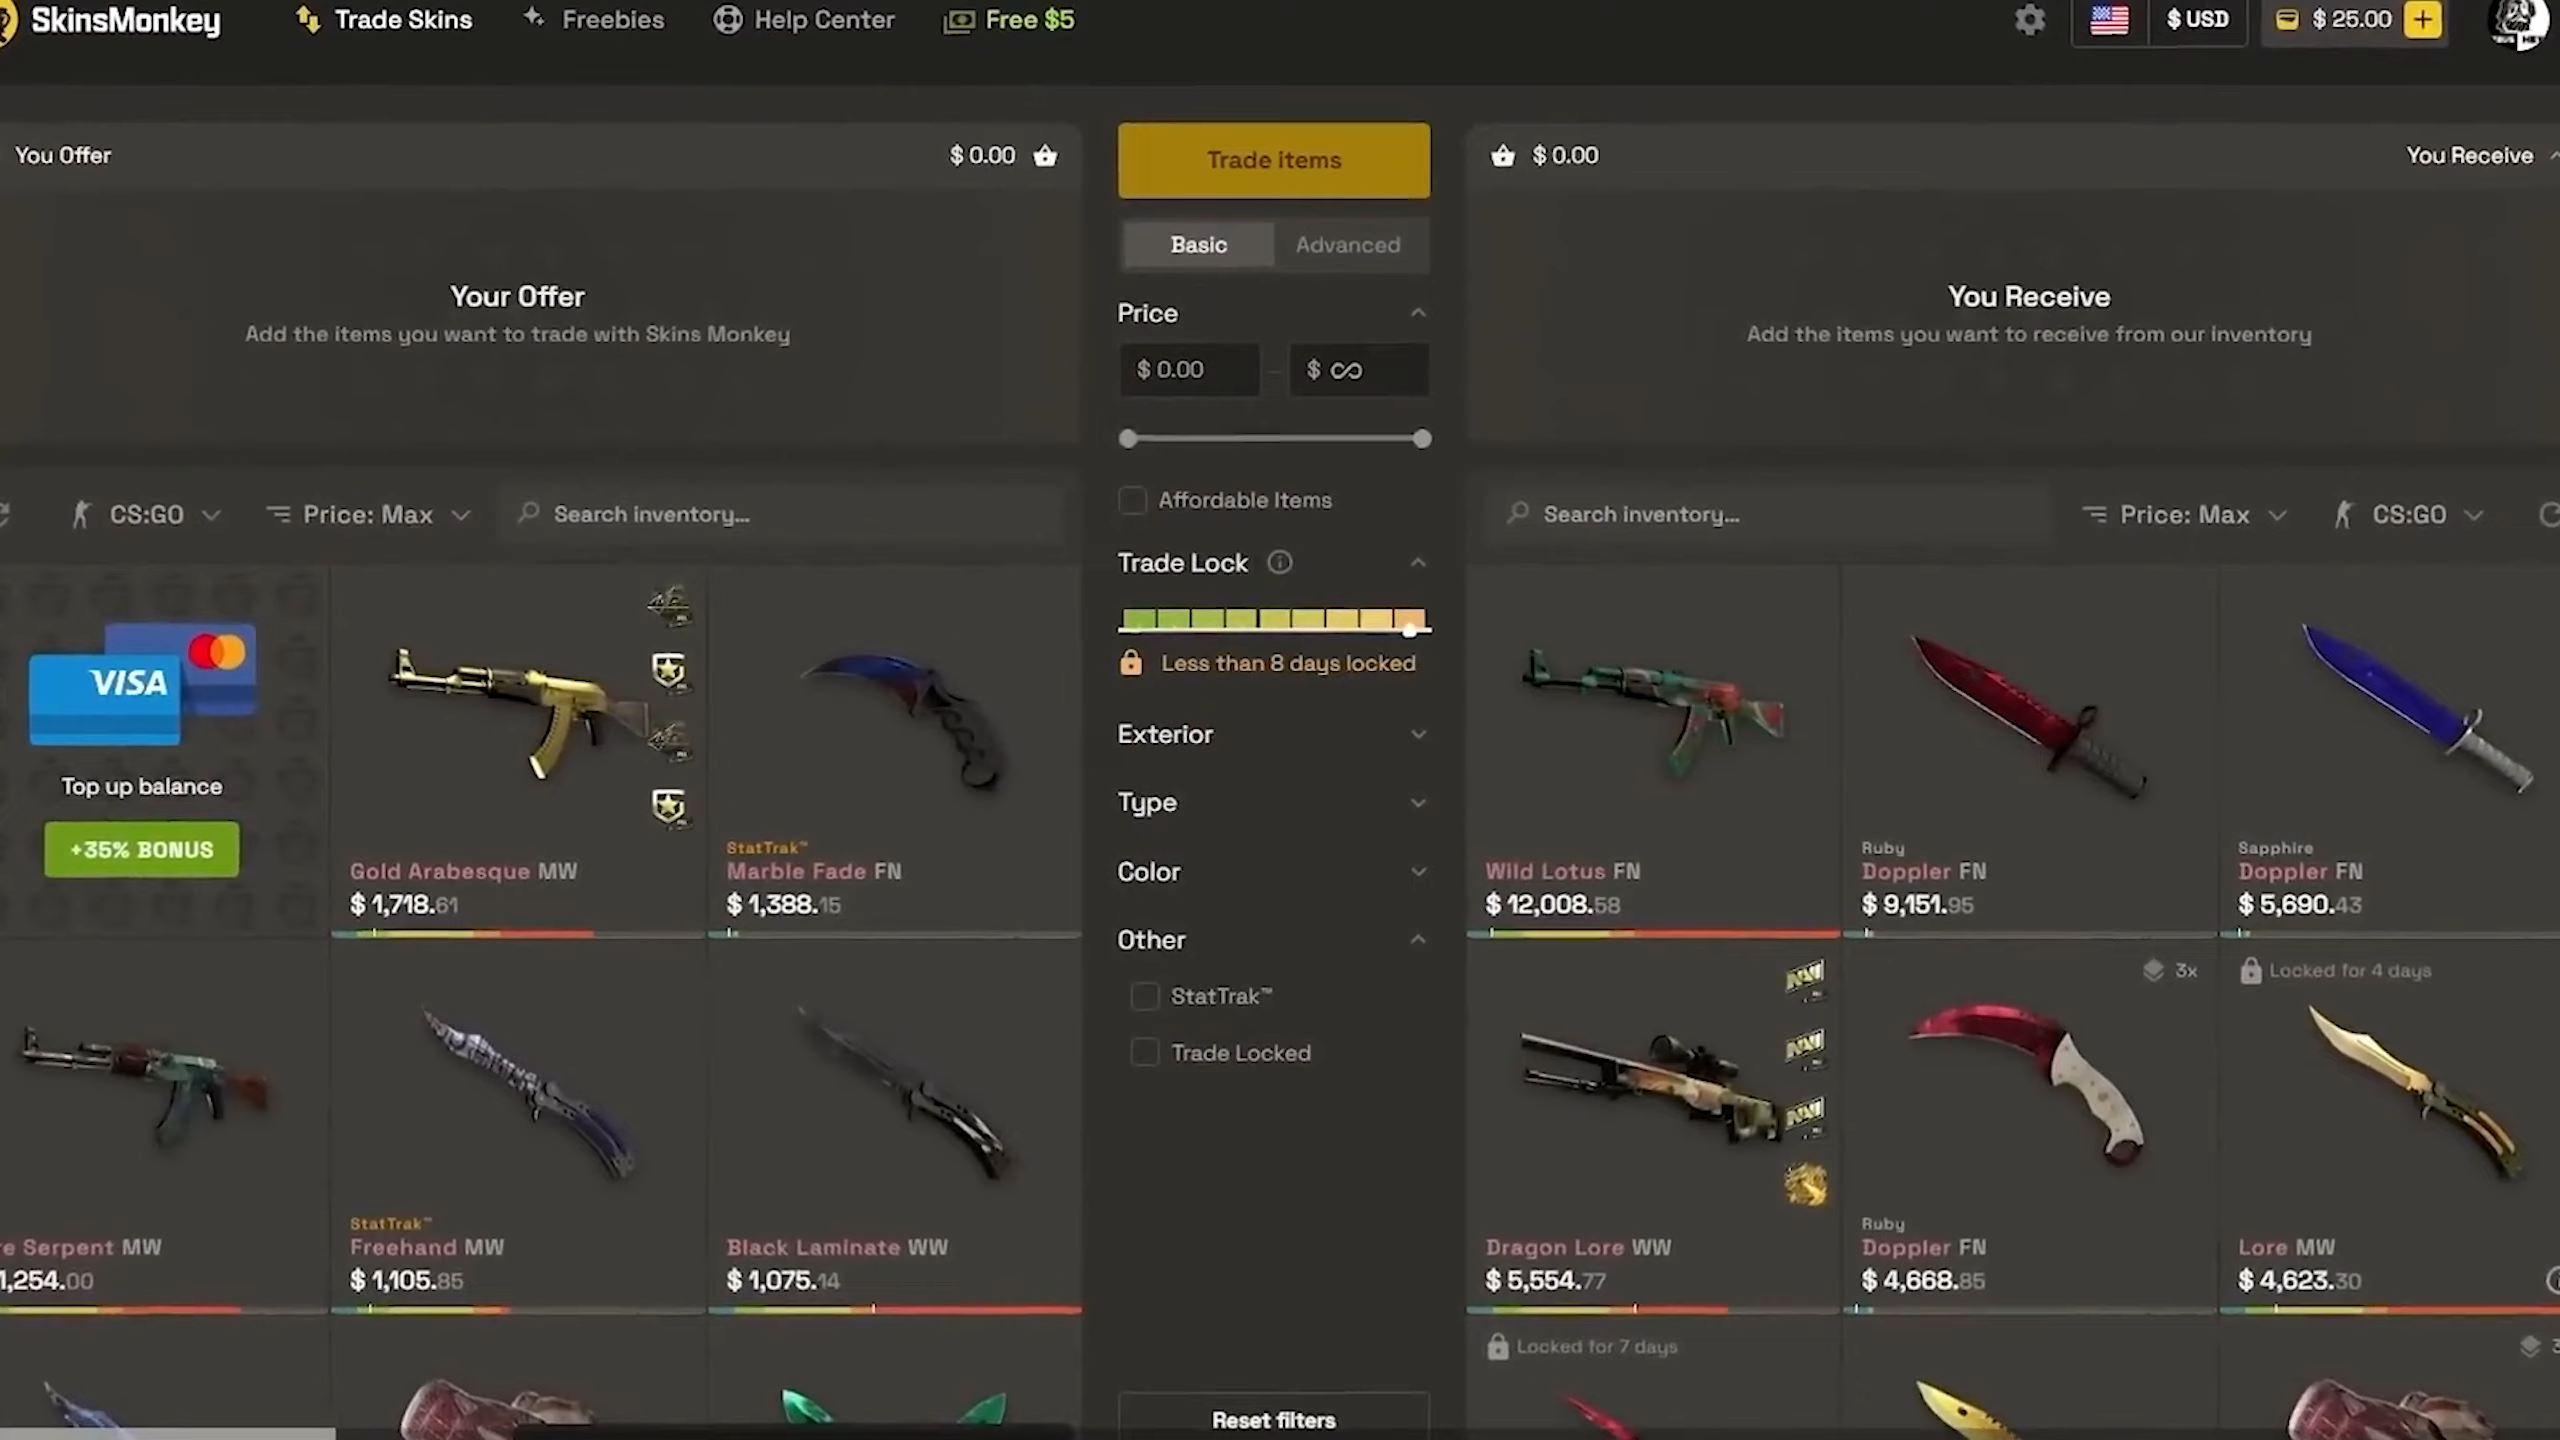 SkinsMonkey
Trade Skins
Freebies
Help Center
Free $5
$ USD
$ 25.00
You Offer
$ 0.00
Trade items
$ 0.00
You Receive
Basic
Advanced
Your Offer
Add the items you want to trade with Skins Monkey
Price
$ 0.00
$ ∞
You Receive
Add the items you want to receive from our inventory
Affordable Items
CS:GO
Price: Max
Search inventory...
Search inventory...
Price: Max
CS:GO
Trade Lock
Less than 8 days locked
Exterior
Type
Color
Other
StatTrak™
Trade Locked
Reset filters
VISA
Top up balance
+35% BONUS
Gold Arabesque MW
$ 1,718.61
StatTrak™
Marble Fade FN
$ 1,388.15
Wild Lotus FN
$ 12,008.58
Ruby
Doppler FN
$ 9,151.95
Sapphire
Doppler FN
$ 5,690.43
e Serpent MW
1,254.00
StatTrak™
Freehand MW
$ 1,105.85
Black Laminate WW
$ 1,075.14
NAVI
NAVI
NAVI
Dragon Lore WW
$ 5,554.77
3x
Ruby
Doppler FN
$ 4,668.85
Locked for 4 days
Lore MW
$ 4,623.30
Locked for 7 days
3